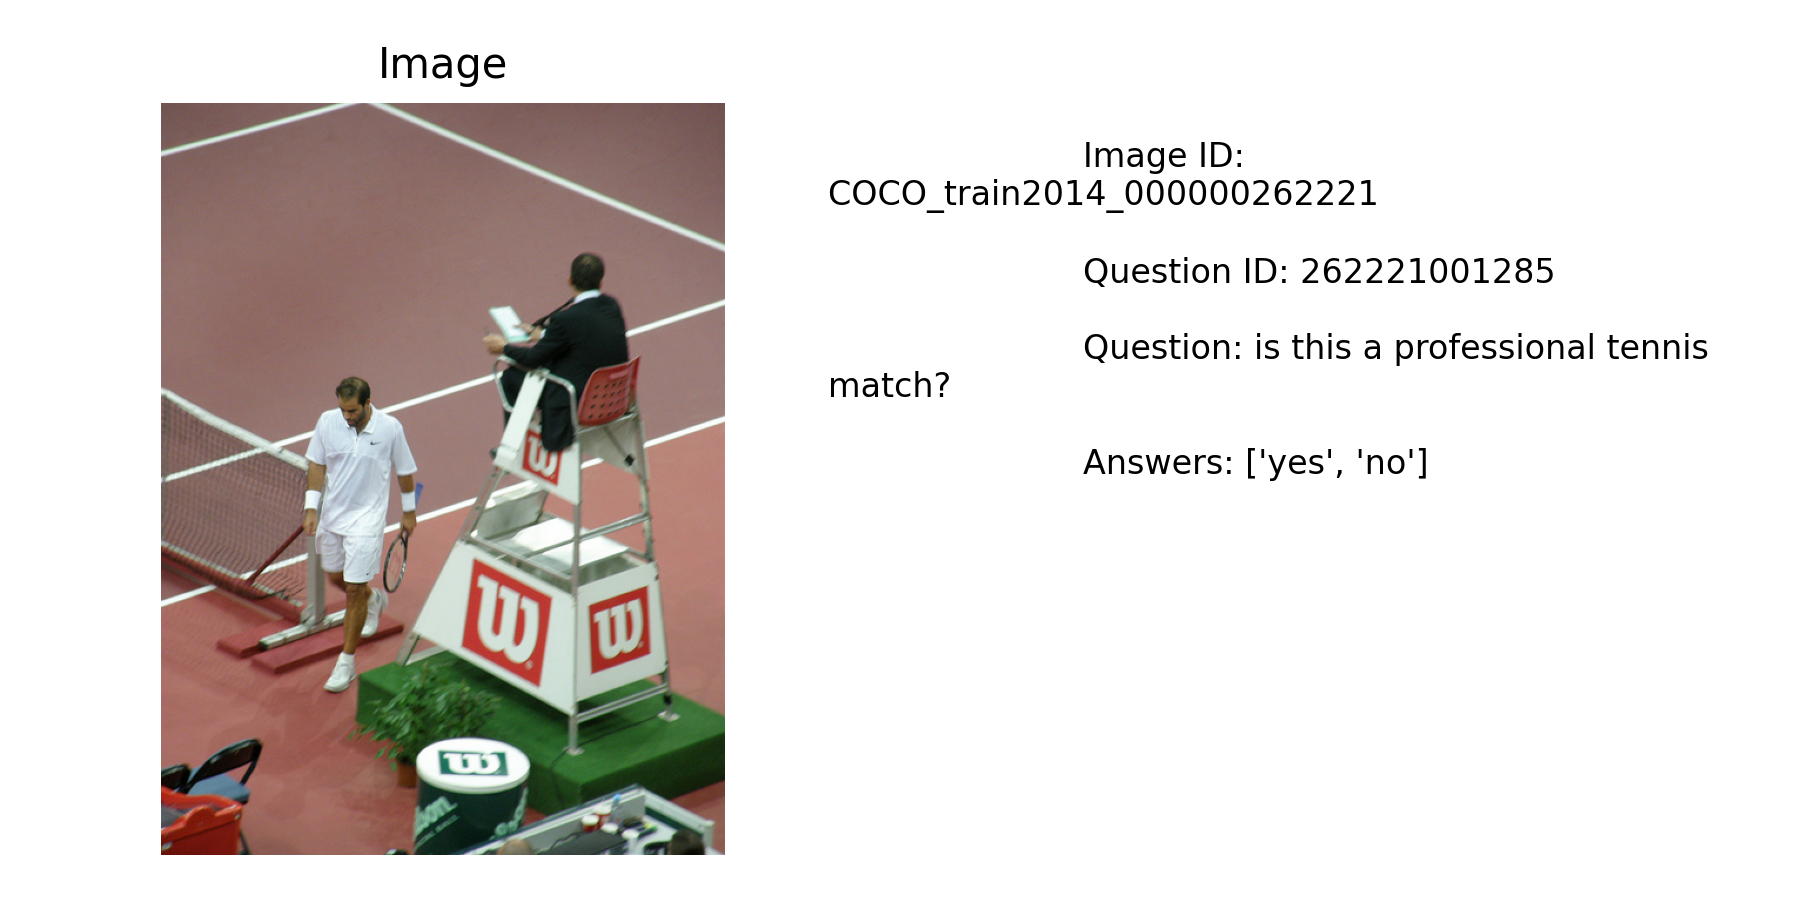 Image
Image ID:
COCO_train2014_000000262221
Question ID: 262221001285
Question: is this a professional tennis
match?
Answers: ['yes', 'no']
W
W
W
W